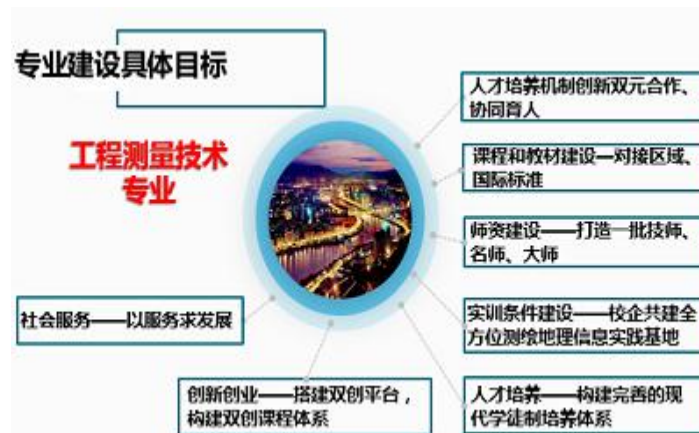 专业建设具体目标
工程测量技术
专业
人才培养机制创新双元合作、
协同育人
课程和教材建设—对接区域、
国际标准
师资建设——打造一批技师、
名师、大师
实训条件建设——校企共建全
方位测绘地理信息实践基地
人才培养——构建完善的现
代学徒制培养体系
创新创业——搭建双创平台，
构建双创课程体系
社会服务——以服务求发展